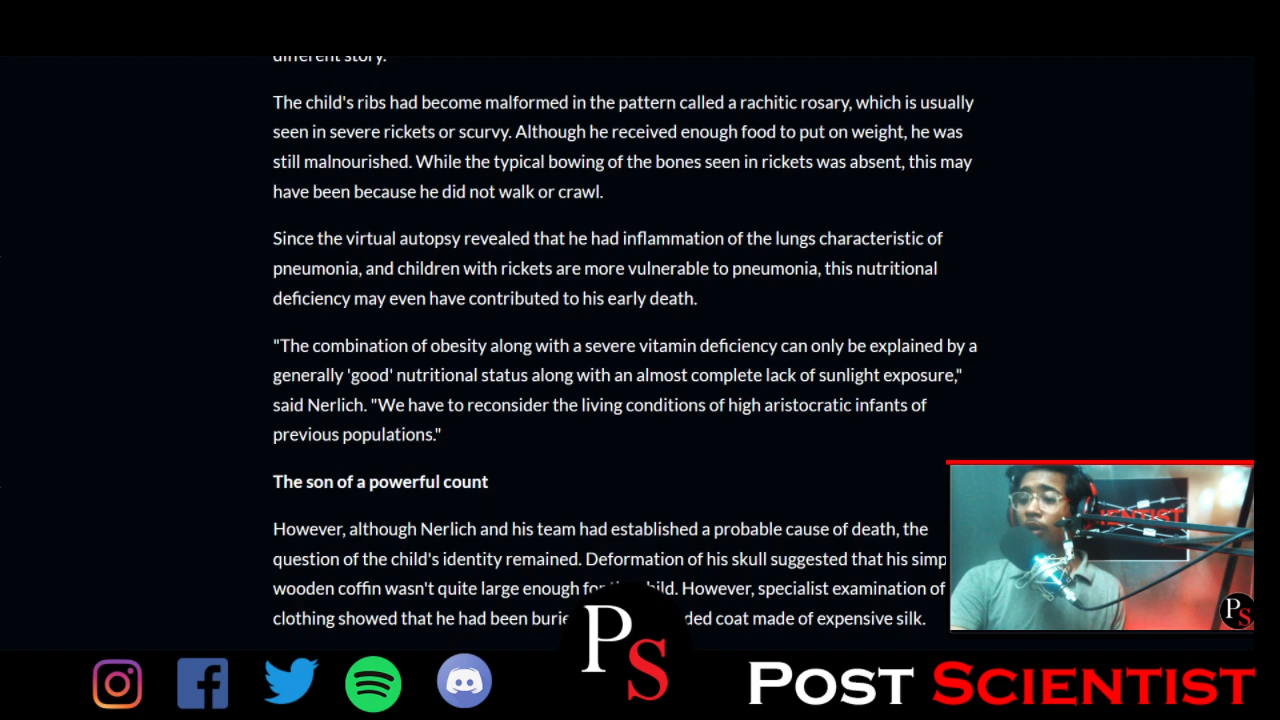 different story.
The child's ribs had become malformed in the pattern called a rachitic rosary, which is usually
seen in severe rickets or scurvy. Although he received enough food to put on weight, he was
still malnourished. While the typical bowing of the bones seen in rickets was absent, this may
have been because he did not walk or crawl.
Since the virtual autopsy revealed that he had inflammation of the lungs characteristic of
pneumonia, and children with rickets are more vulnerable to pneumonia, this nutritional
deficiency may even have contributed to his early death.
"The combination of obesity along with a severe vitamin deficiency can only be explained by a
generally 'good' nutritional status along with an almost complete lack of sunlight exposure,"
said Nerlich. "We have to reconsider the living conditions of high aristocratic infants of
previous populations."
The son of a powerful count
However, although Nerlich and his team had established a probable cause of death, the
question of the child's identity remained. Deformation of his skull suggested that his simp
wooden coffin wasn't quite large enough for hild. However, specialist examination of
clothing showed that he had been burie ded coat made of expensive silk.
ENTIST
PS
PS
POST SCIENTIST